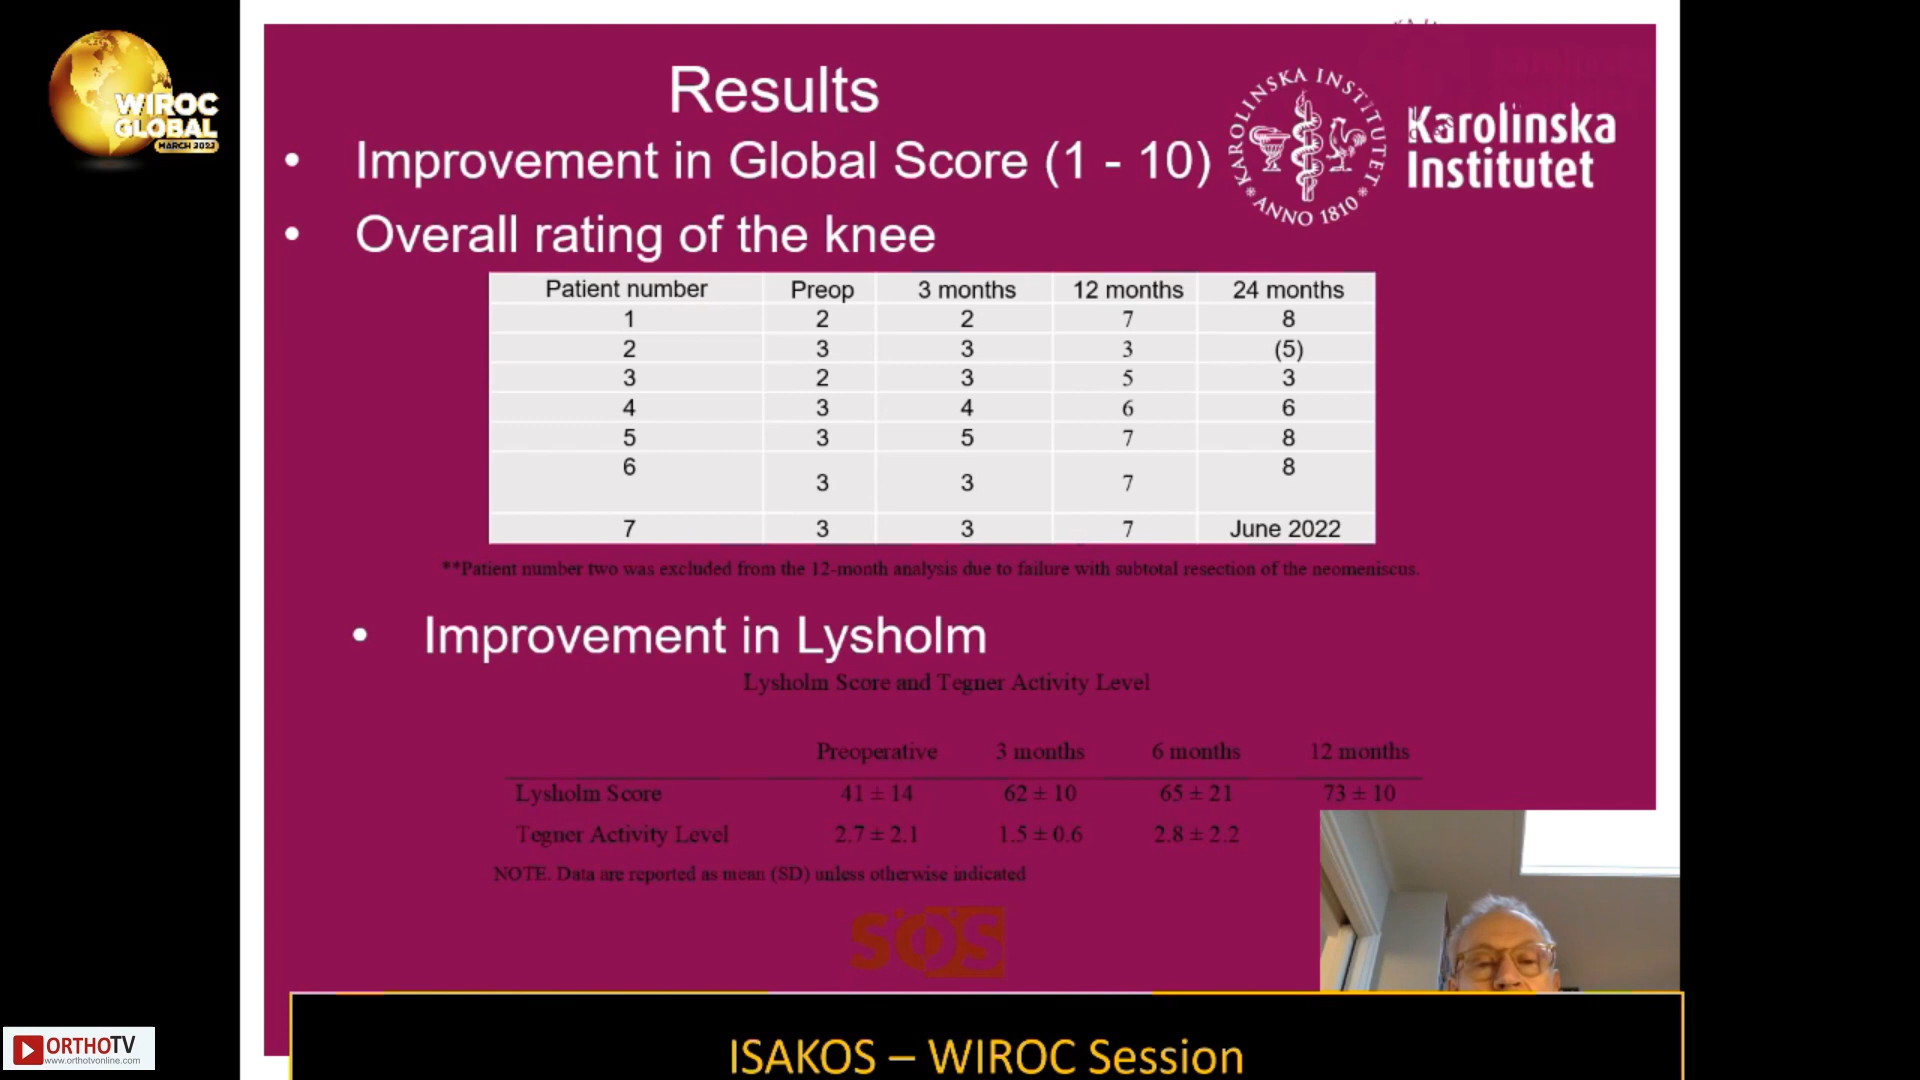 WIROC
GLOBAL
MARCH 2022
Results
• Improvement in Global Score (1 - 10)
• Overall rating of the knee
KAROLINSKA INSTITUTET
* ANNO 1810 *
Karolinska
Institutet
Patient number Preop 3 months 12 months 24 months
1 2 2 7 8
2 3 3 3 (5)
3 2 3 5 3
4 3 4 6 6
5 3 5 7 8
6 3 3 7 8
7 3 3 7 June 2022
**Patient number two was excluded from the 12-month analysis due to failure with subtotal resection of the neomeniscus.
• Improvement in Lysholm
Lysholm Score and Tegner Activity Level
Preoperative 3 months 6 months 12 months
Lysholm Score 41 ± 14 62 ± 10 65 ± 21 73 ± 10
Tegner Activity Level 2.7 ± 2.1 1.5 ± 0.6 2.8 ± 2.2
NOTE. Data are reported as mean (SD) unless otherwise indicated
SOS
ORTHOTV
www.orthotvonline.com
ISAKOS – WIROC Session